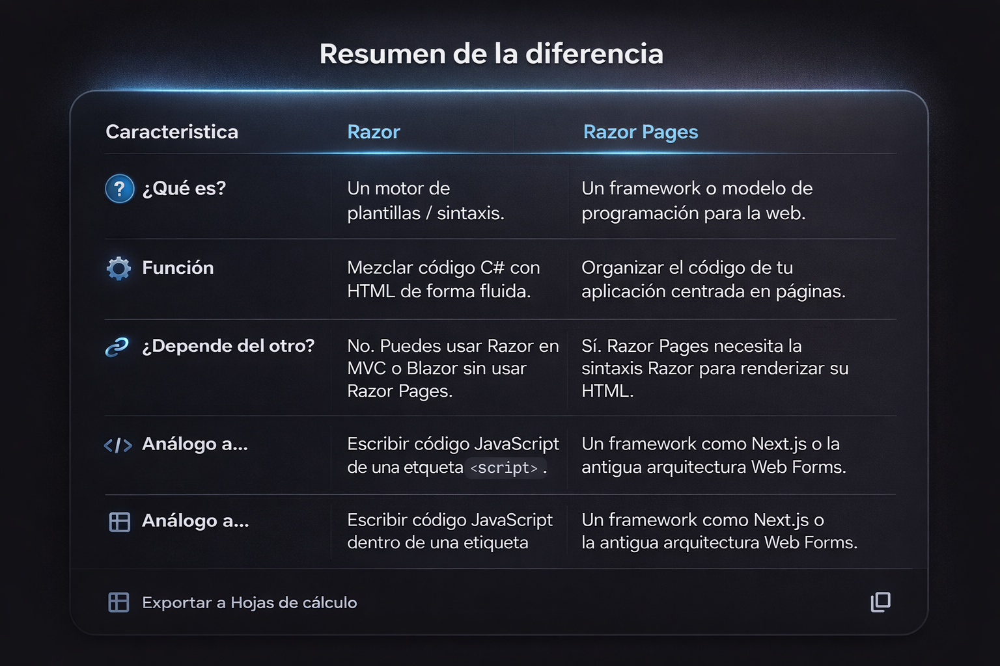 Resumen de la diferencia
Caracteristica
Razor
Razor Pages
? ¿Qué es?
Un motor de
plantillas / sintaxis.
Un framework o modelo de
programación para la web.
Función
Mezclar código C# con
HTML de forma fluida.
Organizar el código de tu
aplicación centrada en páginas.
¿Depende del otro?
No. Puedes usar Razor en
MVC o Blazor sin usar
Razor Pages.
Sí. Razor Pages necesita la
sintaxis Razor para renderizar su
HTML.
</> Análogo a...
Escribir código JavaScript
de una etqueta <script> .
Un framework como Next.js o la
antigua arquitectura Web Forms.
Análogo a...
Escribir código JavaScript
dentro de una etiqueta
Un framework como Next.js o
la antigua arquitectura Web Forms.
Exportar a Hojas de cálculo